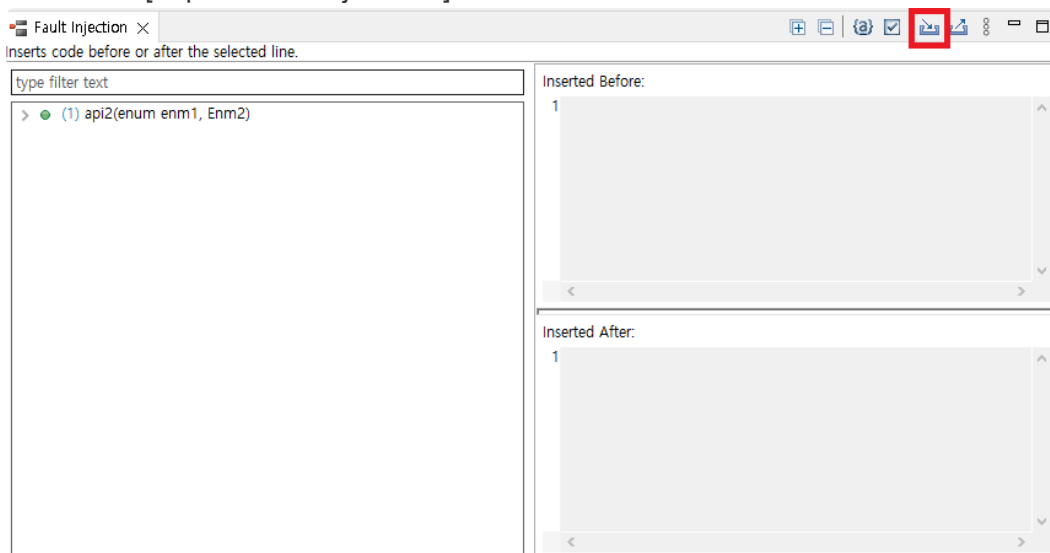 Fault Injection
Inserts code before or after the selected line.
type filter text
(1) api2(enum enm1, Enm2)
Inserted Before:
1
Inserted After:
1